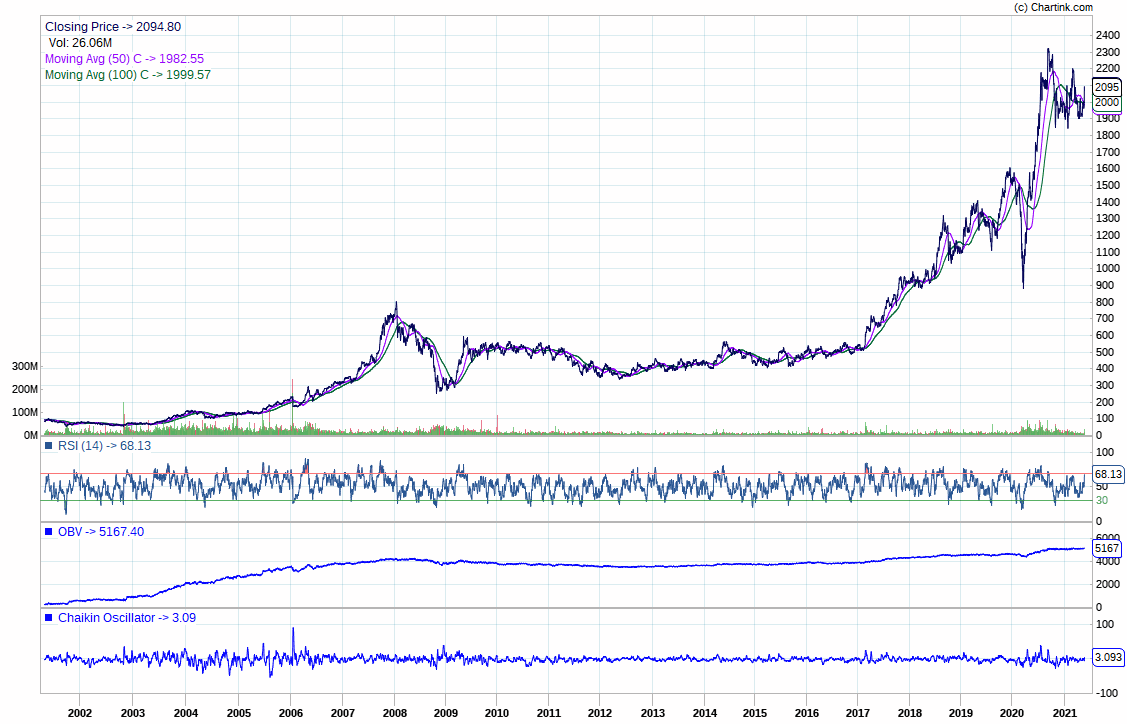 (c) Chartink.com
Closing Price -> 2094.80
Vol: 26.06M
Moving Avg (50) C -> 1982.55
Moving Avg (100) C -> 1999.57
2400
2300
2200
2095
2000
1900
1800
1700
1600
1500
1400
1300
1200
1100
1000
900
800
700
600
500
400
300
200
100
0
300M
200M
100M
0M
RSI (14) -> 68.13
100
68.13
50
30
0
OBV -> 5167.40
6000
5167
4000
2000
0
Chaikin Oscillator -> 3.09
100
3.093
-100
2002 2003 2004 2005 2006 2007 2008 2009 2010 2011 2012 2013 2014 2015 2016 2017 2018 2019 2020 2021